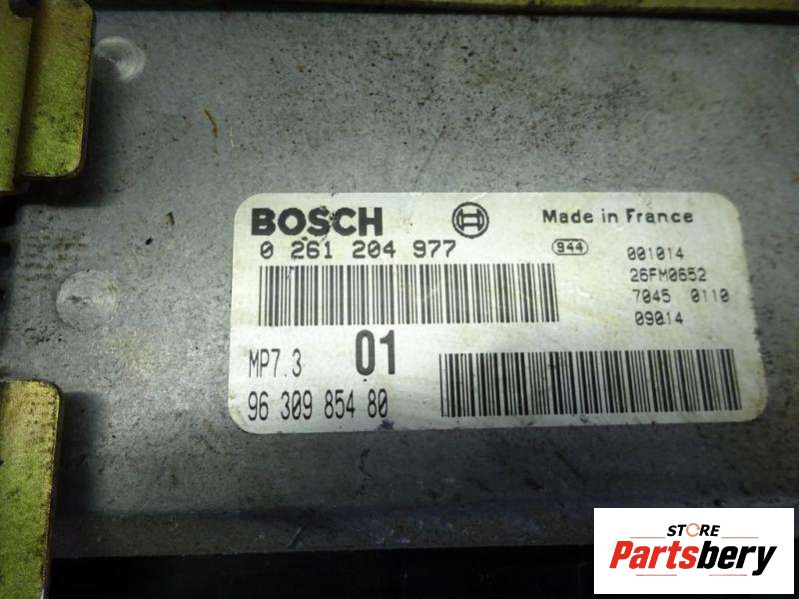 BOSCH Made in France
0 261 204 977 944 001014
26FM0652
7045 0110
MP7.3 01 09014
96 309 854 80
STORE
Partsbery